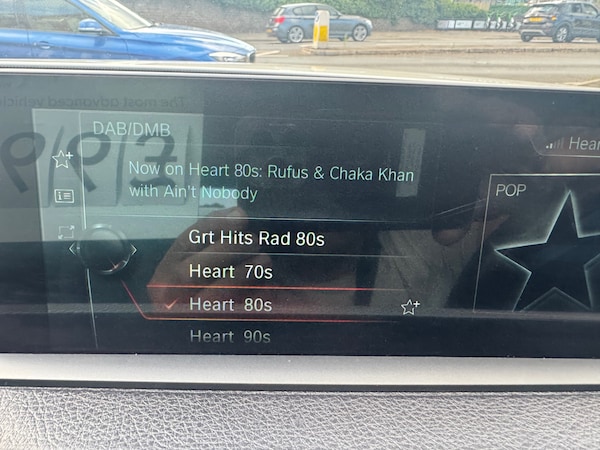 DAB/DMB
Hear
Now on Heart 80s: Rufus & Chaka Khan
with Ain't Nobody
POP
Grt Hits Rad 80s
Heart 70s
Heart 80s
Heart 90s